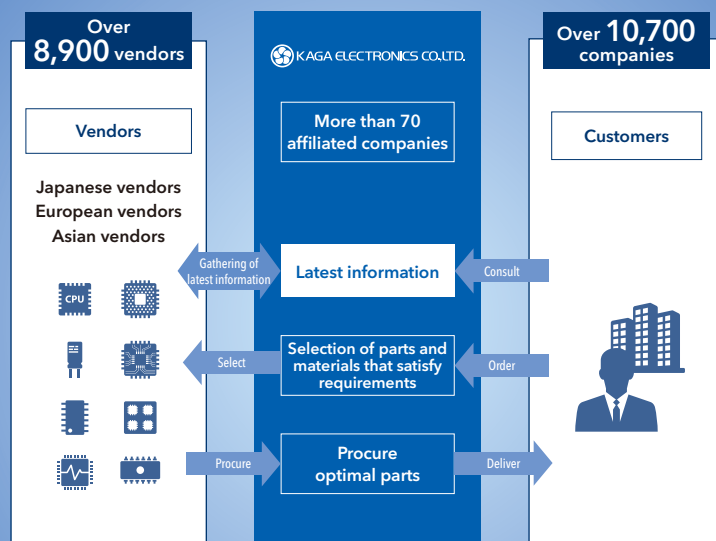 Over
8,900 vendors
Vendors
Japanese vendors
European vendors
Asian vendors
CPU
KAGA ELECTRONICS CO.,LTD.
More than 70
affiliated companies
Over 10,700
companies
Customers
Gathering of
latest information
Latest information
Consult
Select
Selection of parts and
materials that satisfy
requirements
Order
Procure
Procure
optimal parts
Deliver